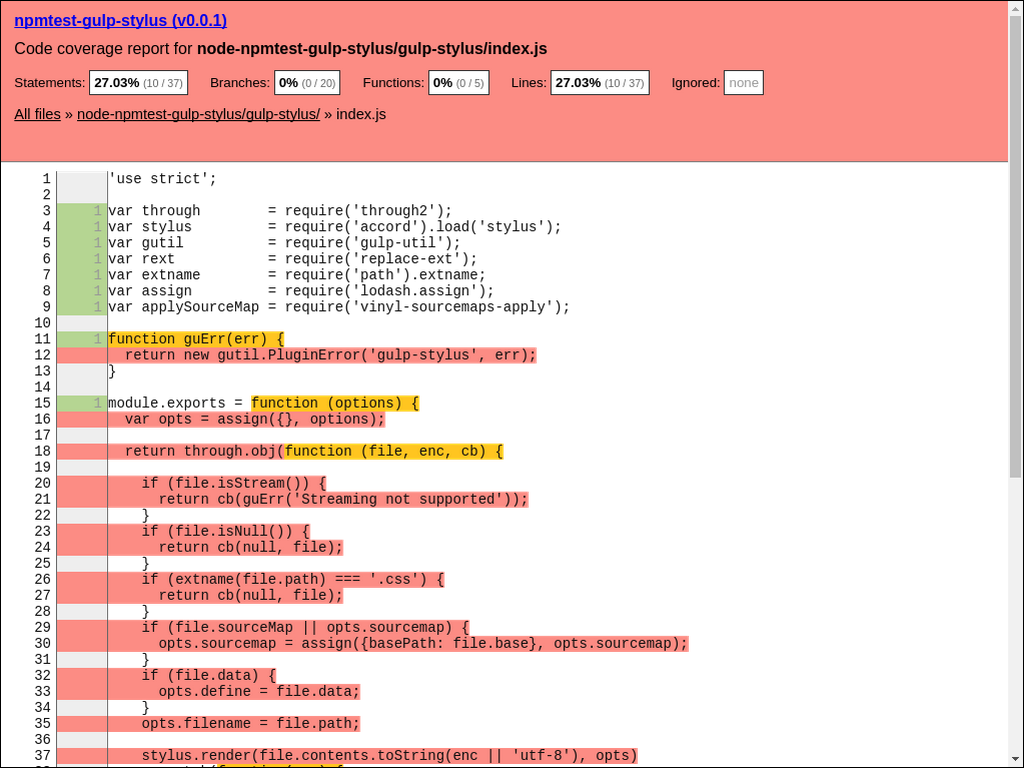 npmtest-gulp-stylus (v0.0.1)
Code coverage report for node-npmtest-gulp-stylus/gulp-stylus/index.js
Statements: 27.03% (10 / 37) Branches: 0% (0 / 20) Functions: 0% (0 / 5) Lines: 27.03% (10 / 37) Ignored: none
All files » node-npmtest-gulp-stylus/gulp-stylus/ » index.js
1 'use strict';
2
3 1 var through        = require('through2');
4 1 var stylus         = require('accord').load('stylus');
5 1 var gutil          = require('gulp-util');
6 1 var rext           = require('replace-ext');
7 1 var extname        = require('path').extname;
8 1 var assign         = require('lodash.assign');
9 1 var applySourceMap = require('vinyl-sourcemaps-apply');
10
11 1 function guErr(err) {
12   return new gutil.PluginError('gulp-stylus', err);
13 }
14
15 1 module.exports = function (options) {
16   var opts = assign({}, options);
17
18   return through.obj(function (file, enc, cb) {
19
20     if (file.isStream()) {
21       return cb(guErr('Streaming not supported'));
22     }
23     if (file.isNull()) {
24       return cb(null, file);
25     }
26     if (extname(file.path) === '.css') {
27       return cb(null, file);
28     }
29     if (file.sourceMap || opts.sourcemap) {
30       opts.sourcemap = assign({basePath: file.base}, opts.sourcemap);
31     }
32     if (file.data) {
33       opts.define = file.data;
34     }
35     opts.filename = file.path;
36
37     stylus.render(file.contents.toString(enc || 'utf-8'), opts)